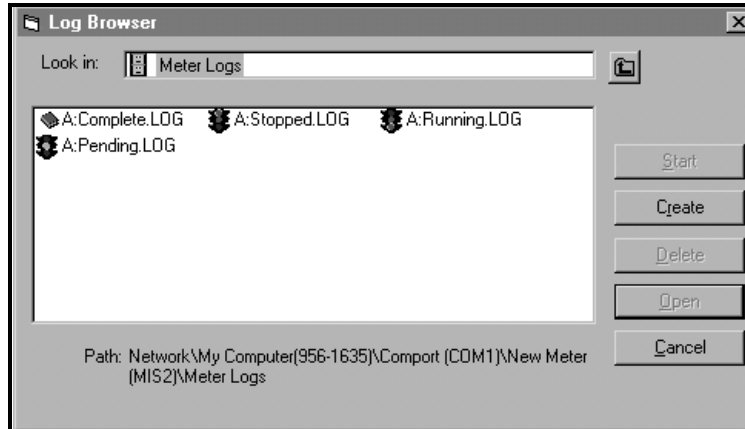 Log Browser
Look in: Meter Logs
A:Complete.LOG A:Stopped.LOG A:Running.LOG
A:Pending.LOG
Start
Create
Delete
Open
Cancel
Path: Network\My Computer(956-1635)\Comport (COM1)\New Meter
(MIS2)\Meter Logs